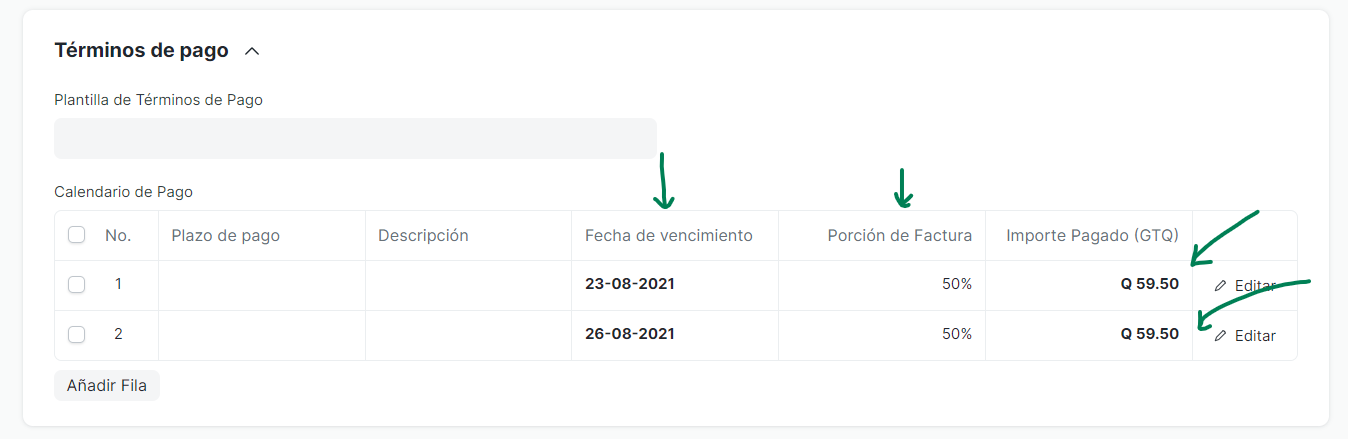 Términos de pago
Plantilla de Términos de Pago
Calendario de Pago
No. Plazo de pago Descripción Fecha de vencimiento Porción de Factura Importe Pagado (GTQ)
1 23-08-2021 50% Q 59.50 Editar
2 26-08-2021 50% Q 59.50 Editar
Añadir Fila